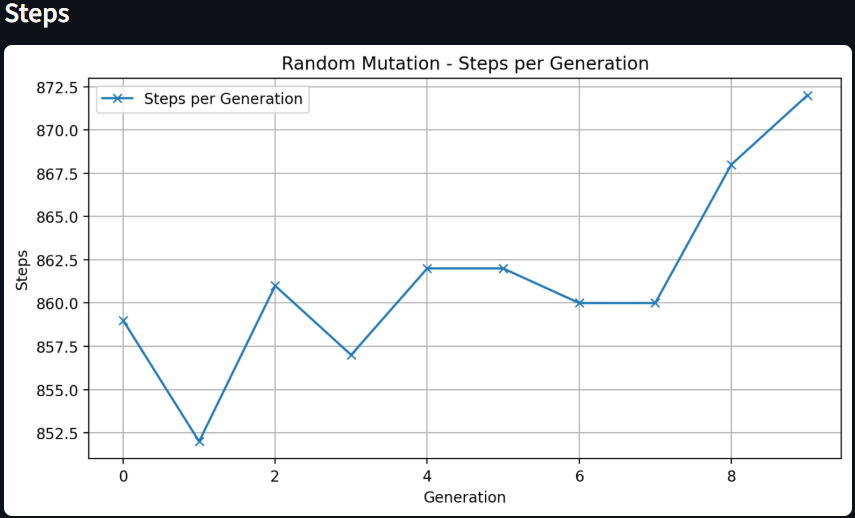 Steps
Random Mutation - Steps per Generation
Steps per Generation
872.5
870.0
867.5
865.0
862.5
860.0
857.5
855.0
852.5
Steps
0 2 4 6 8
Generation